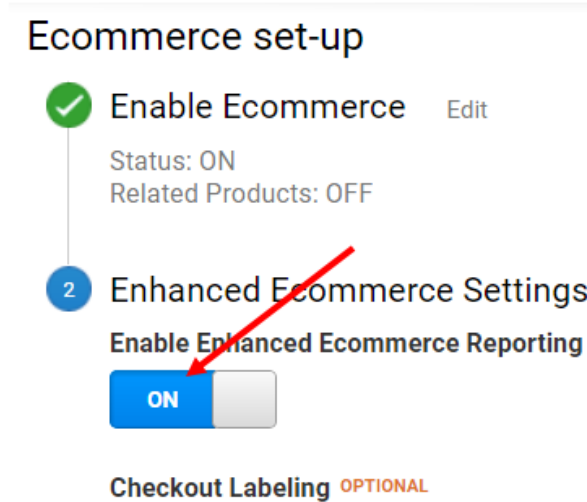 Ecommerce set-up
Enable Ecommerce Edit
Status: ON
Related Products: OFF
2 Enhanced Ecommerce Settings
Enable Enhanced Ecommerce Reporting
ON
Checkout Labeling OPTIONAL